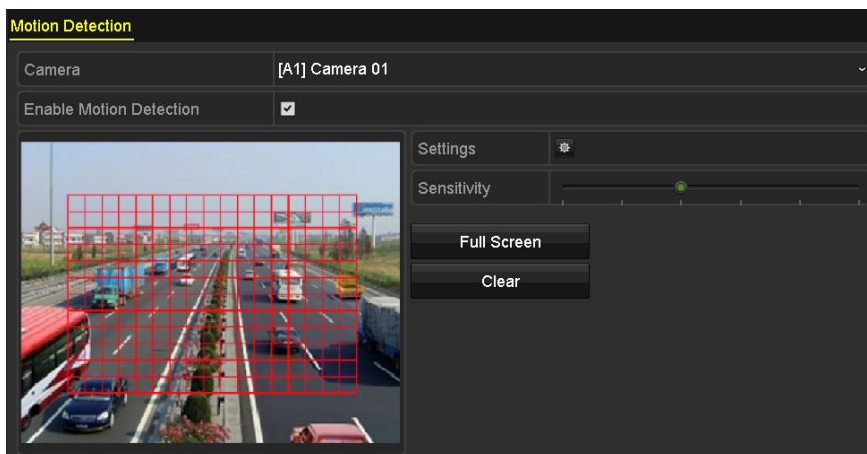 Motion Detection
Camera [A1] Camera 01
Enable Motion Detection
Settings
Sensitivity
Full Screen
Clear